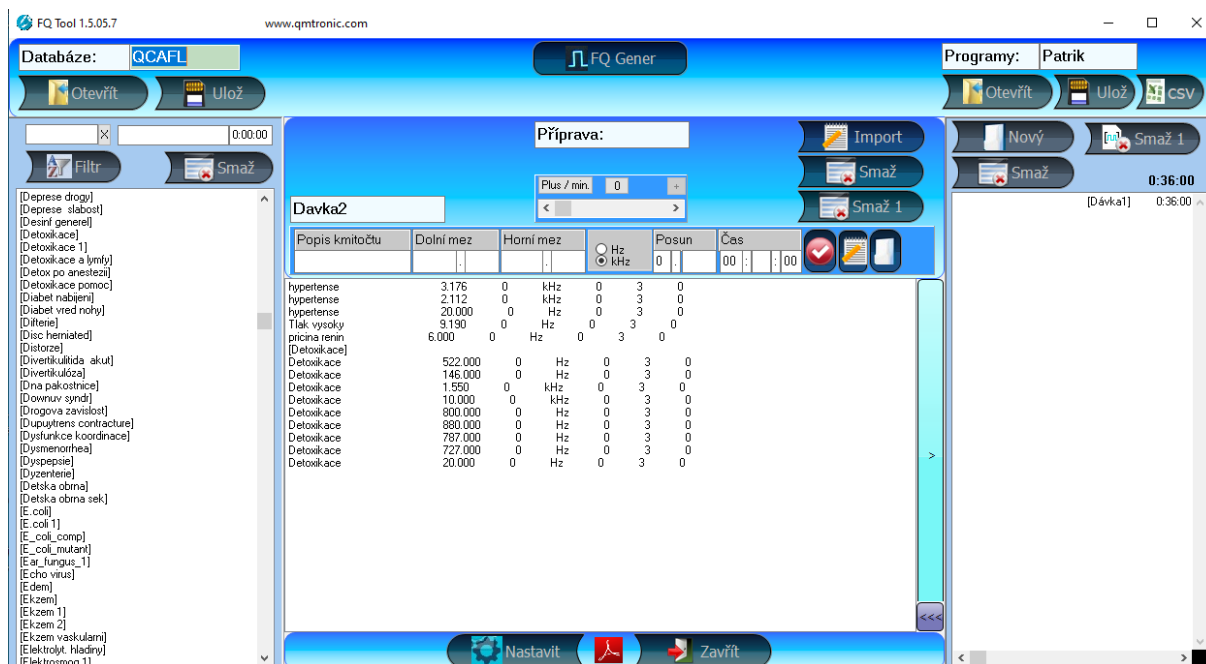 FQ Tool 1.5.05.7 www.qmtronic.com
Databáze: QCAFL
FQ Gener
Programy: Patrik
Otevřít Ulož
Otevřít Ulož CSV
X 0:00:00
Filtr Smaž
Příprava:
Import
Smaž
Smaž 1
Plus / min. 0 +
< >
Davka2
Nový Smaž 1
Smaž 0:36:00
Popis kmitočtu Dolní mez Horní mez Hz kHz Posun Čas
. . 0 . 00 : : 00
[Deprese drogy]
[Deprese slabost]
[Desinf generel]
[Detoxikace]
[Detoxikace 1]
[Detoxikace a lymfy]
[Detox po anestezii]
[Detoxikace pomoc]
[Diabet nabijeni]
[Diabet vred nohy]
[Difterie]
[Disc herniated]
[Distorze]
[Divertikulitida akut]
[Divertikulóza]
[Dna pakostnice]
[Downuv syndr]
[Drogova zavislost]
[Dupuytrens contracture]
[Dysfunkce koordinace]
[Dysmenorrhea]
[Dyspepsie]
[Dyzenterie]
[Detska obrna]
[Detska obrna sek]
[E.coli]
[E.coli 1]
[E_coli_comp]
[E_coli_mutant]
[Ear_fungus_1]
[Echo virus]
[Edem]
[Ekzem]
[Ekzem 1]
[Ekzem 2]
[Ekzem vaskularni]
[Elektrolyt. hladiny]
[Elektrosmog 1]
hypertense 3.176 0 kHz 0 3 0
hypertense 2.112 0 kHz 0 3 0
hypertense 20.000 0 Hz 0 3 0
Tlak vysoky 9.190 0 Hz 0 3 0
pricina renin 6.000 0 Hz 0 3 0
[Detoxikace]
Detoxikace 522.000 0 Hz 0 3 0
Detoxikace 146.000 0 Hz 0 3 0
Detoxikace 1.550 0 kHz 0 3 0
Detoxikace 10.000 0 kHz 0 3 0
Detoxikace 800.000 0 Hz 0 3 0
Detoxikace 880.000 0 Hz 0 3 0
Detoxikace 787.000 0 Hz 0 3 0
Detoxikace 727.000 0 Hz 0 3 0
Detoxikace 20.000 0 Hz 0 3 0
>
<<<
[Dávka1] 0:36:00
Nastavit Zavřít